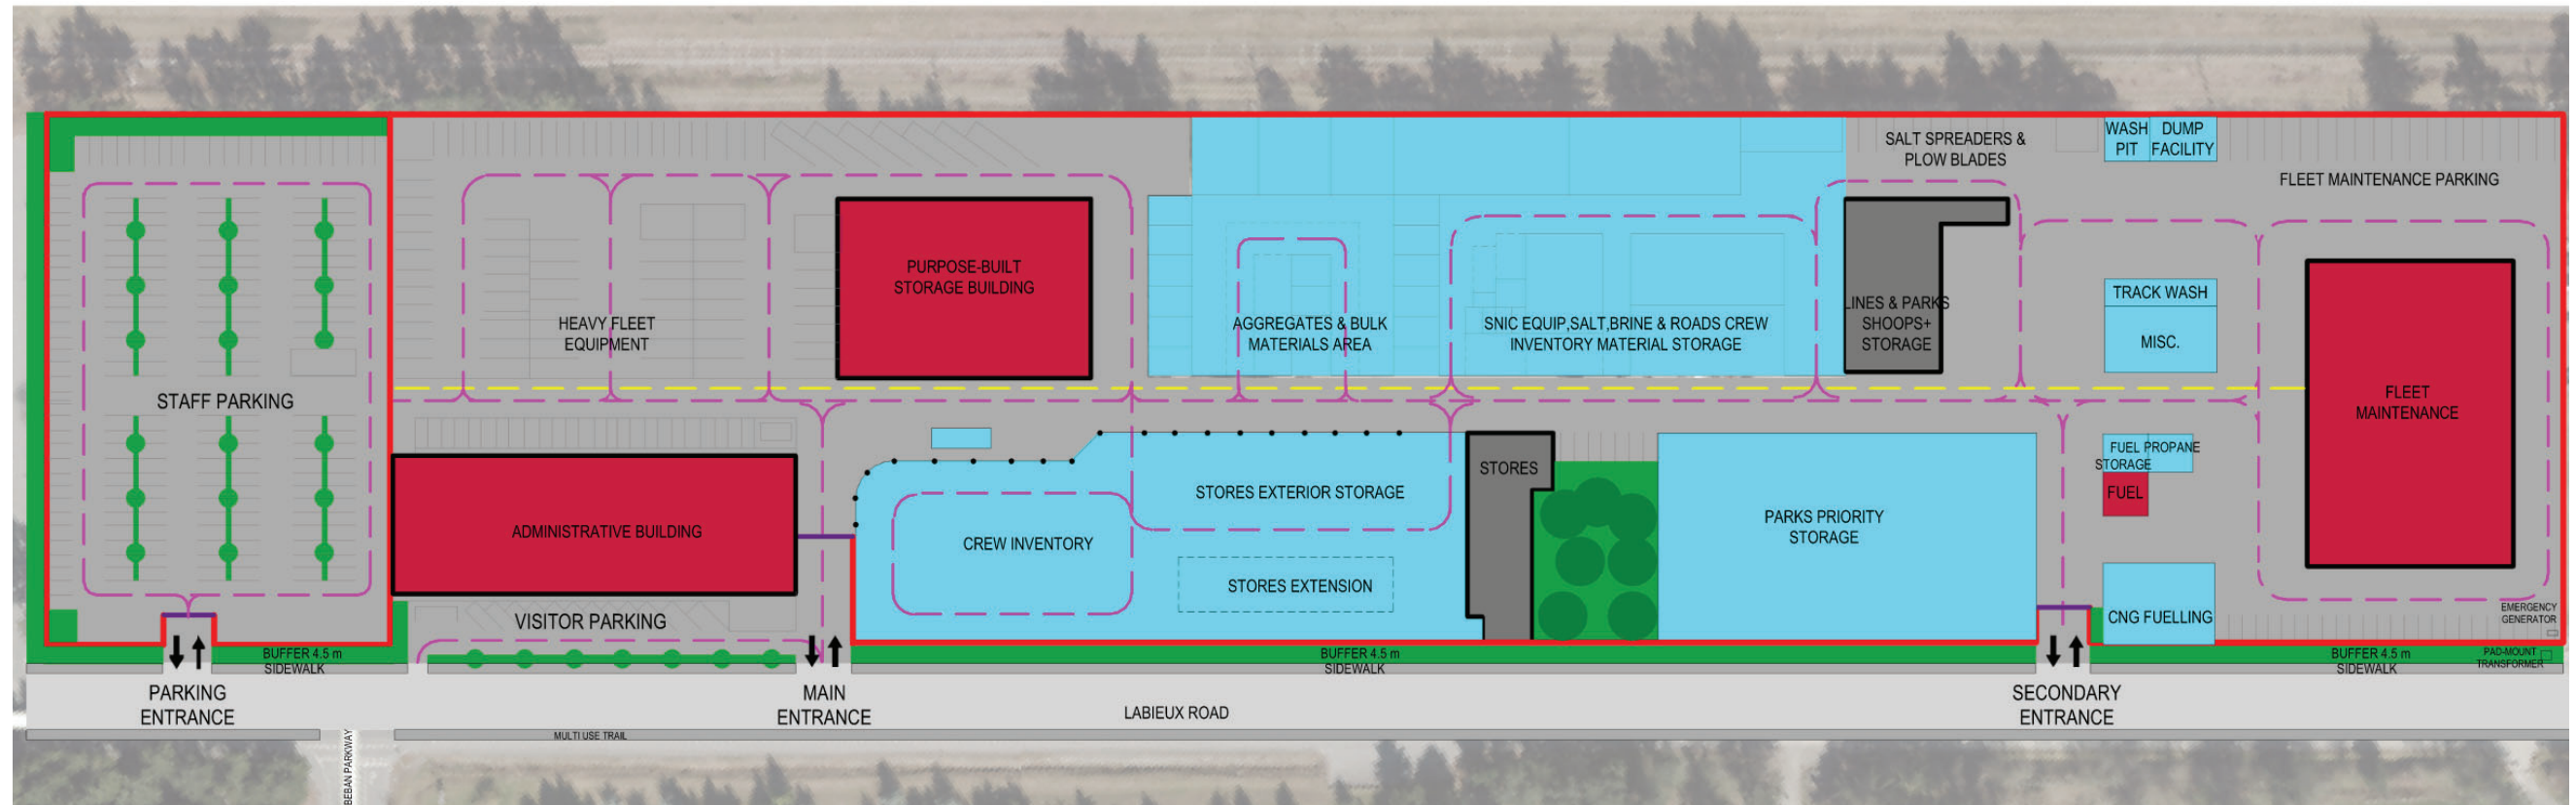 SALT SPREADERS &
PLOW BLADES
WASH
PIT
DUMP
FACILITY
FLEET MAINTENANCE PARKING
PURPOSE-BUILT
STORAGE BUILDING
HEAVY FLEET
EQUIPMENT
AGGREGATES & BULK
MATERIALS AREA
SNIC EQUIP,SALT,BRINE & ROADS CREW
INVENTORY MATERIAL STORAGE
LINES & PARKS
SHOOPS+
STORAGE
TRACK WASH
MISC.
STAFF PARKING
FLEET
MAINTENANCE
FUEL PROPANE
STORAGE
FUEL
STORES
STORES EXTERIOR STORAGE
ADMINISTRATIVE BUILDING
CREW INVENTORY
PARKS PRIORITY
STORAGE
STORES EXTENSION
VISITOR PARKING
CNG FUELLING
EMERGENCY
GENERATOR
BUFFER 4.5 m
SIDEWALK
BUFFER 4.5 m
SIDEWALK
BUFFER 4.5 m
SIDEWALK
PAD-MOUNT
TRANSFORMER
PARKING
ENTRANCE
MAIN
ENTRANCE
LABIEUX ROAD
SECONDARY
ENTRANCE
MULTI USE TRAIL
BEBAN PARKWAY